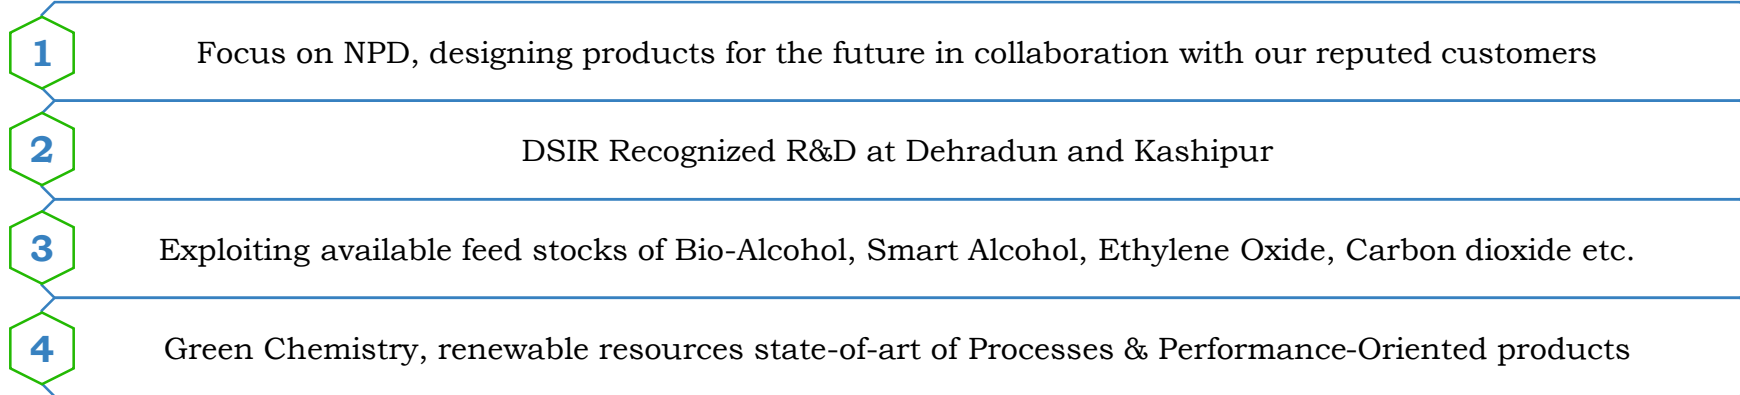 1
Focus on NPD, designing products for the future in collaboration with our reputed customers
2
DSIR Recognized R&D at Dehradun and Kashipur
3
Exploiting available feed stocks of Bio-Alcohol, Smart Alcohol, Ethylene Oxide, Carbon dioxide etc.
4
Green Chemistry, renewable resources state-of-art of Processes & Performance-Oriented products